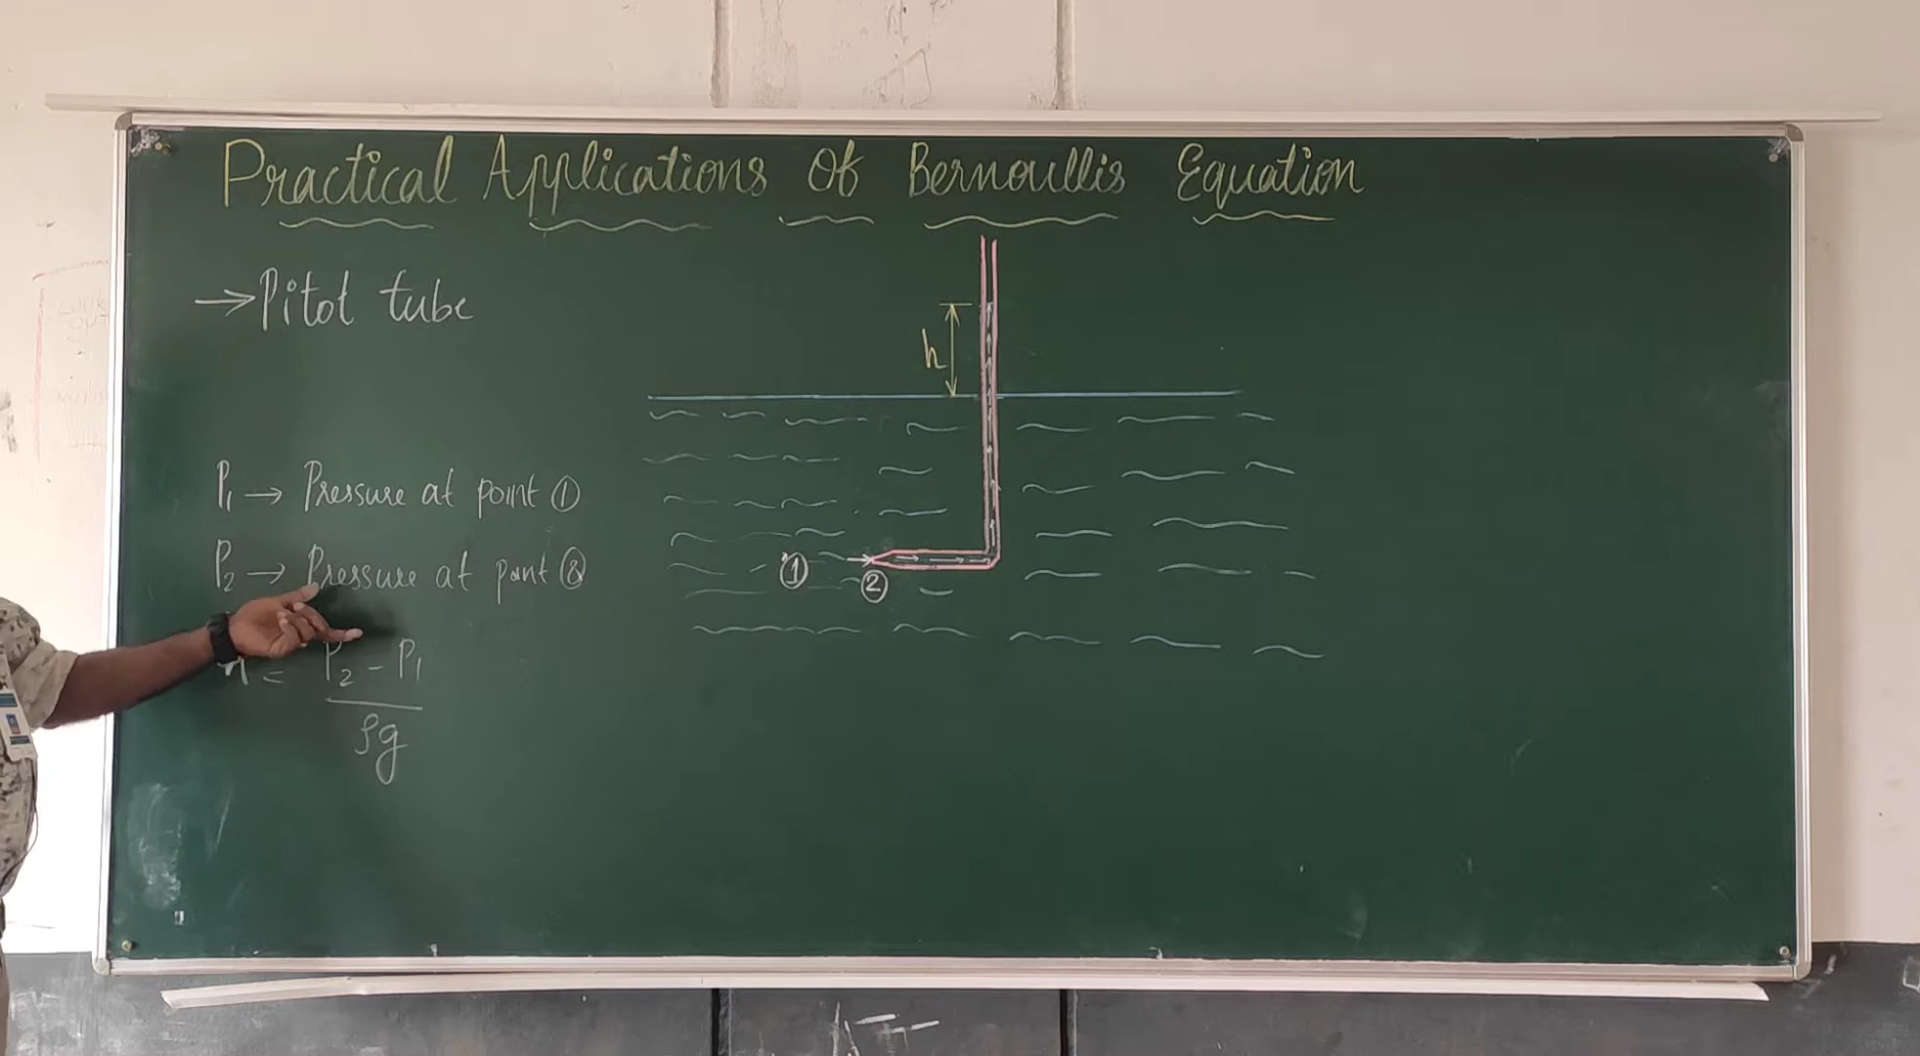 Practical Applications Of Bernoullis Equation
→Pitot tube
h
P₁ → Pressure at point ①
P₂ → Pressure at point ②
① ②
h = P₂ - P₁
ρg